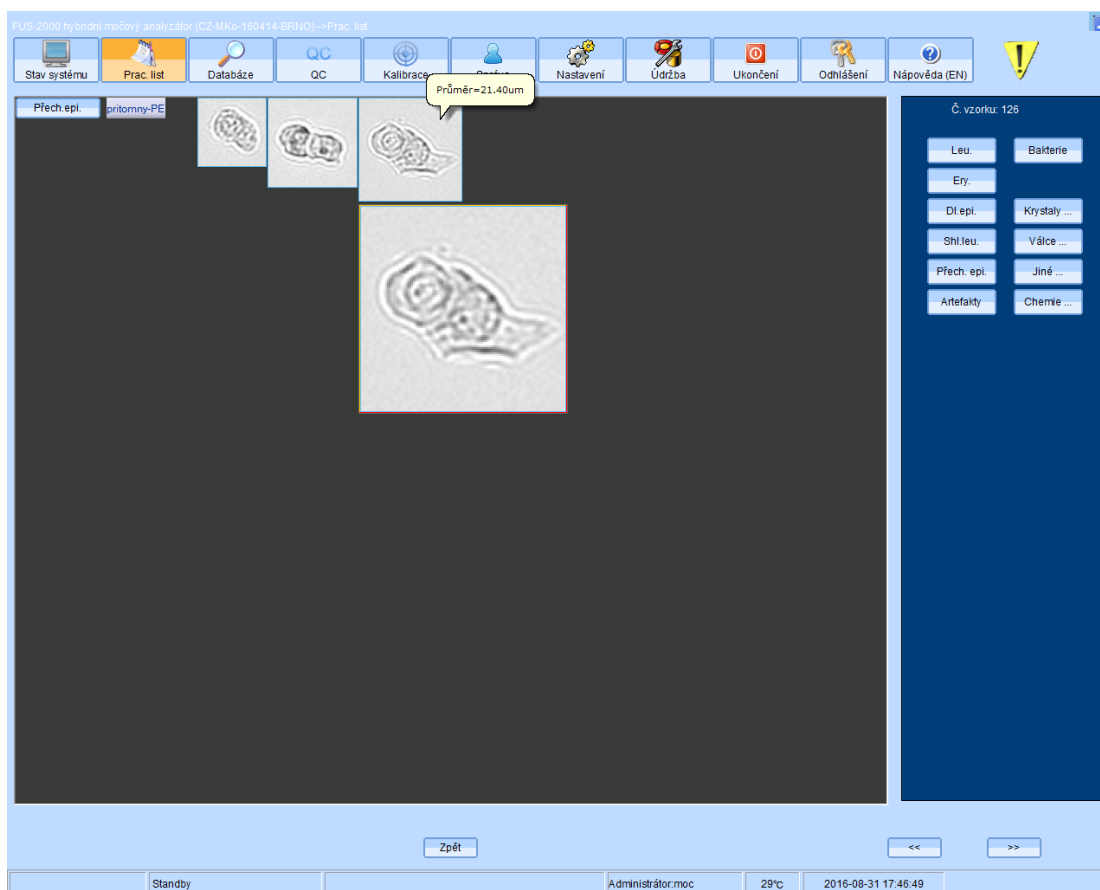 FUS-2000 hybridní močový analyzátor (CZ-MKo-160414-BRNO)-->Prac. list
Stav systému
Prac. list
Databáze
QC
QC
Kalibrace
Nastavení
Údržba
Ukončení
Odhlášení
Nápověda (EN)
Průměr=21.40um
Přech.epi.
pritomny-PE
Č. vzorku: 126
Leu.
Bakterie
Ery.
Dl.epi.
Krystaly ...
Shl.leu.
Válce ...
Přech. epi.
Jiné ...
Artefakty
Chemie ...
Zpět
<<
>>
Standby
Administrátor:moc
29℃
2016-08-31 17:46:49